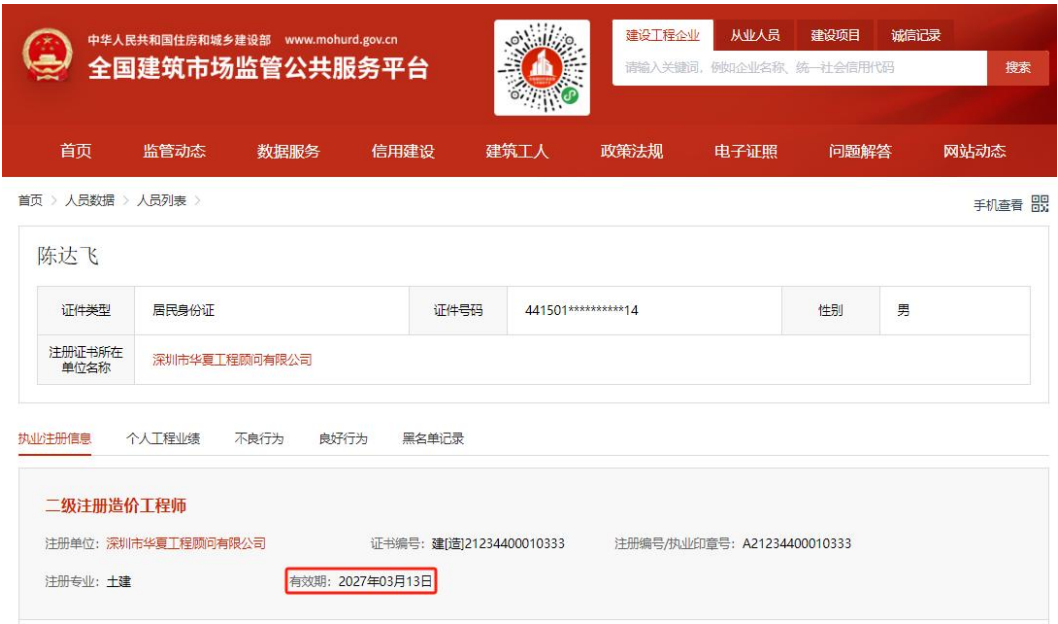 中华人民共和国住房和城乡建设部 www.mohurd.gov.cn
全国建筑市场监管公共服务平台
建设工程企业 从业人员 建设项目 诚信记录
请输入关键词，例如企业名称、统一社会信用代码 搜索
首页 监管动态 数据服务 信用建设 建筑工人 政策法规 电子证照 问题解答 网站动态
首页 > 人员数据 > 人员列表 >
手机查看
陈达飞
证件类型 居民身份证 证件号码 441501**********14 性别 男
注册证书所在
单位名称 深圳市华夏工程顾问有限公司
执业注册信息 个人工程业绩 不良行为 良好行为 黑名单记录
二级注册造价工程师
注册单位：深圳市华夏工程顾问有限公司 证书编号：建[造]21234400010333 注册编号/执业印章号：A21234400010333
注册专业：土建 有效期：2027年03月13日